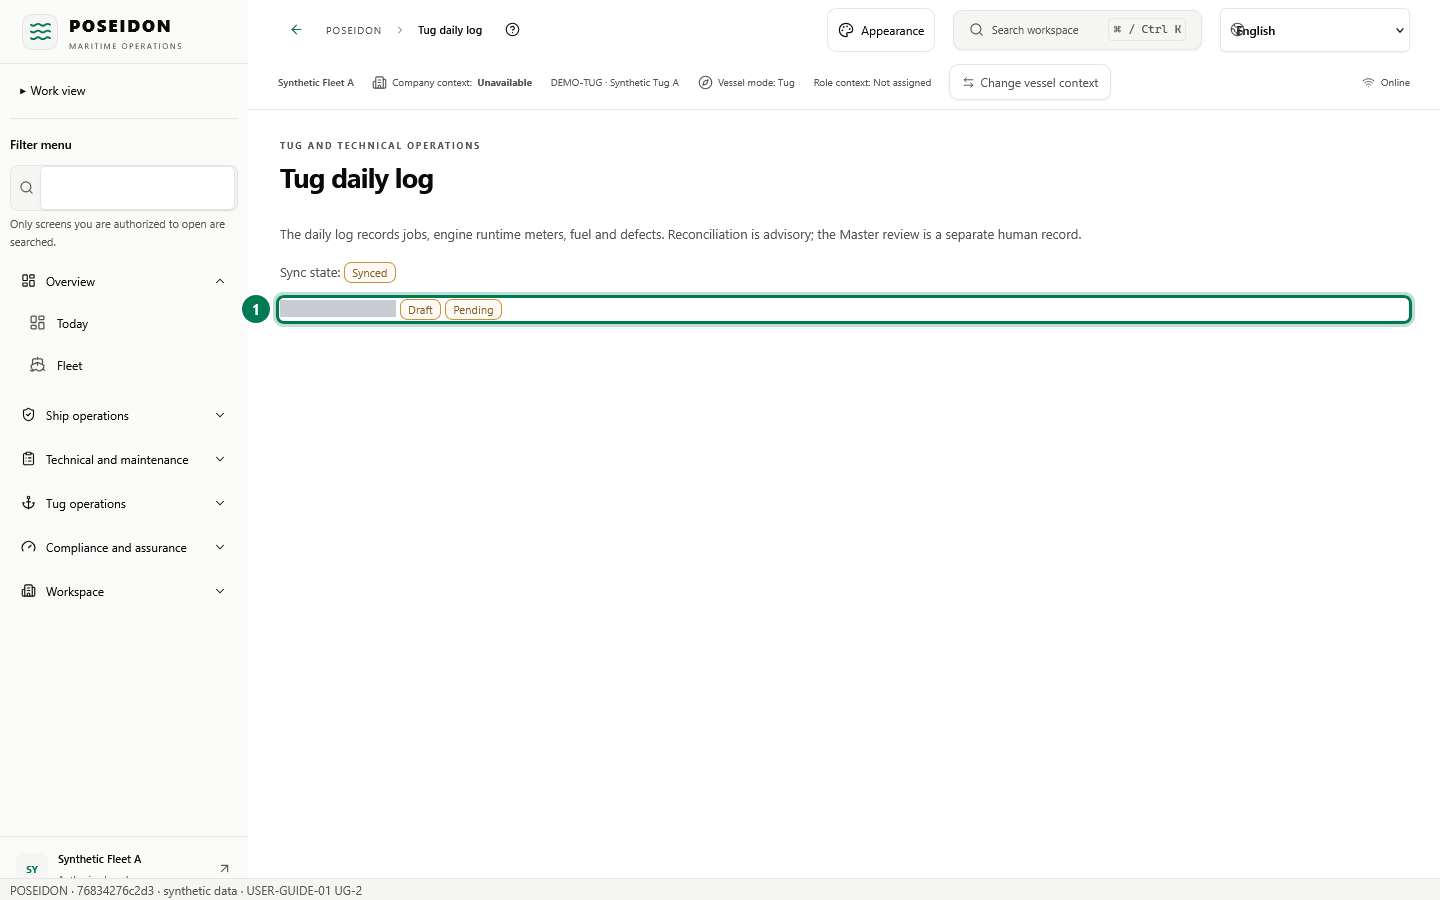 POSEIDON
MARITIME OPERATIONS
POSEIDON
Tug daily log
Appearance
Search workspace
⌘ / Ctrl K
English
Synthetic Fleet A
Company context: Unavailable
DEMO-TUG · Synthetic Tug A
Vessel mode: Tug
Role context: Not assigned
Change vessel context
Online
Work view
Filter menu
Only screens you are authorized to open are
searched.
Overview
Today
Fleet
Ship operations
Technical and maintenance
Tug operations
Compliance and assurance
Workspace
TUG AND TECHNICAL OPERATIONS
Tug daily log
The daily log records jobs, engine runtime meters, fuel and defects. Reconciliation is advisory; the Master review is a separate human record.
Sync state: Synced
1
Draft Pending
SY
Synthetic Fleet A
POSEIDON · 76834276c2d3 · synthetic data · USER-GUIDE-01 UG-2